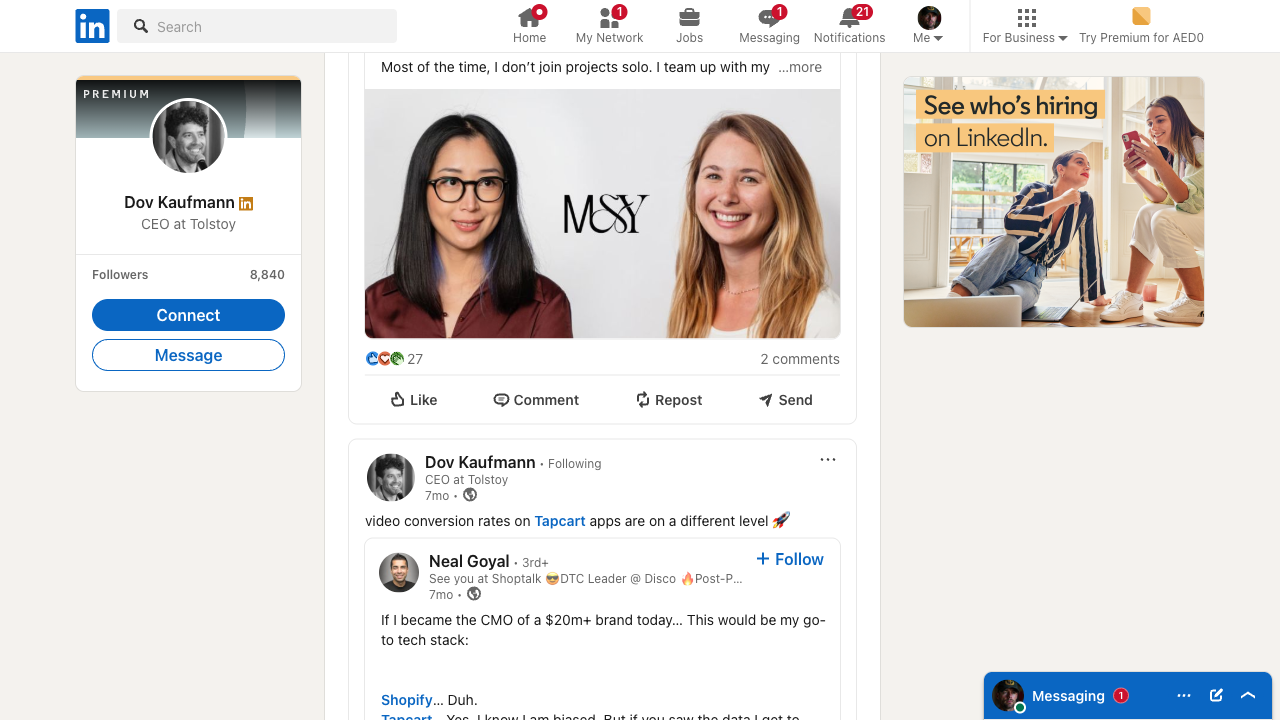 in
Search
Home
1
My Network
Jobs
1
Messaging
21
Notifications
Me
For Business
Try Premium for AED0
PREMIUM
Dov Kaufmann in
CEO at Tolstoy
Followers 8,840
Connect
Message
Most of the time, I don’t join projects solo. I team up with my …more
MSSY
27 2 comments
Like Comment Repost Send
Dov Kaufmann • Following
CEO at Tolstoy
7mo •
video conversion rates on Tapcart apps are on a different level 🚀
Neal Goyal • 3rd+
+ Follow
See you at Shoptalk 😎DTC Leader @ Disco 🔥Post-P…
7mo •
If I became the CMO of a $20m+ brand today… This would be my go-
to tech stack:
Shopify… Duh.
Tapcart… Yes, I know I am biased. But if you saw the data I get to
See who’s hiring
on LinkedIn.
Messaging 1